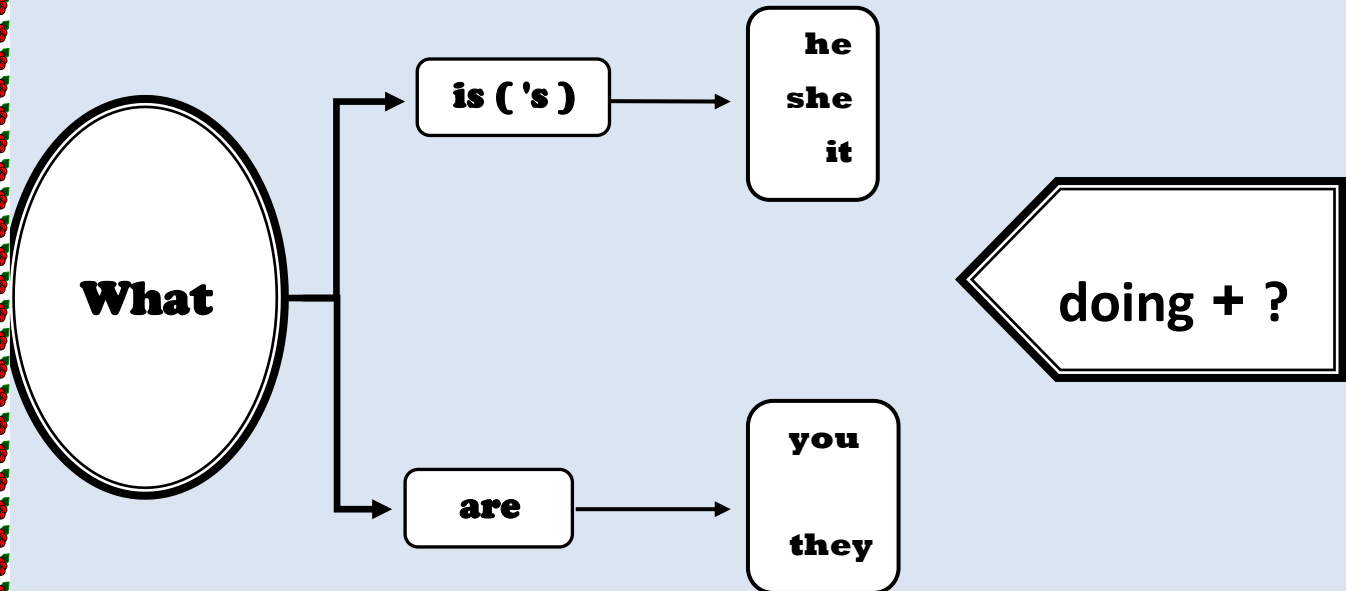 What
is ( 's )
he
she
it
are
you
they
doing + ?